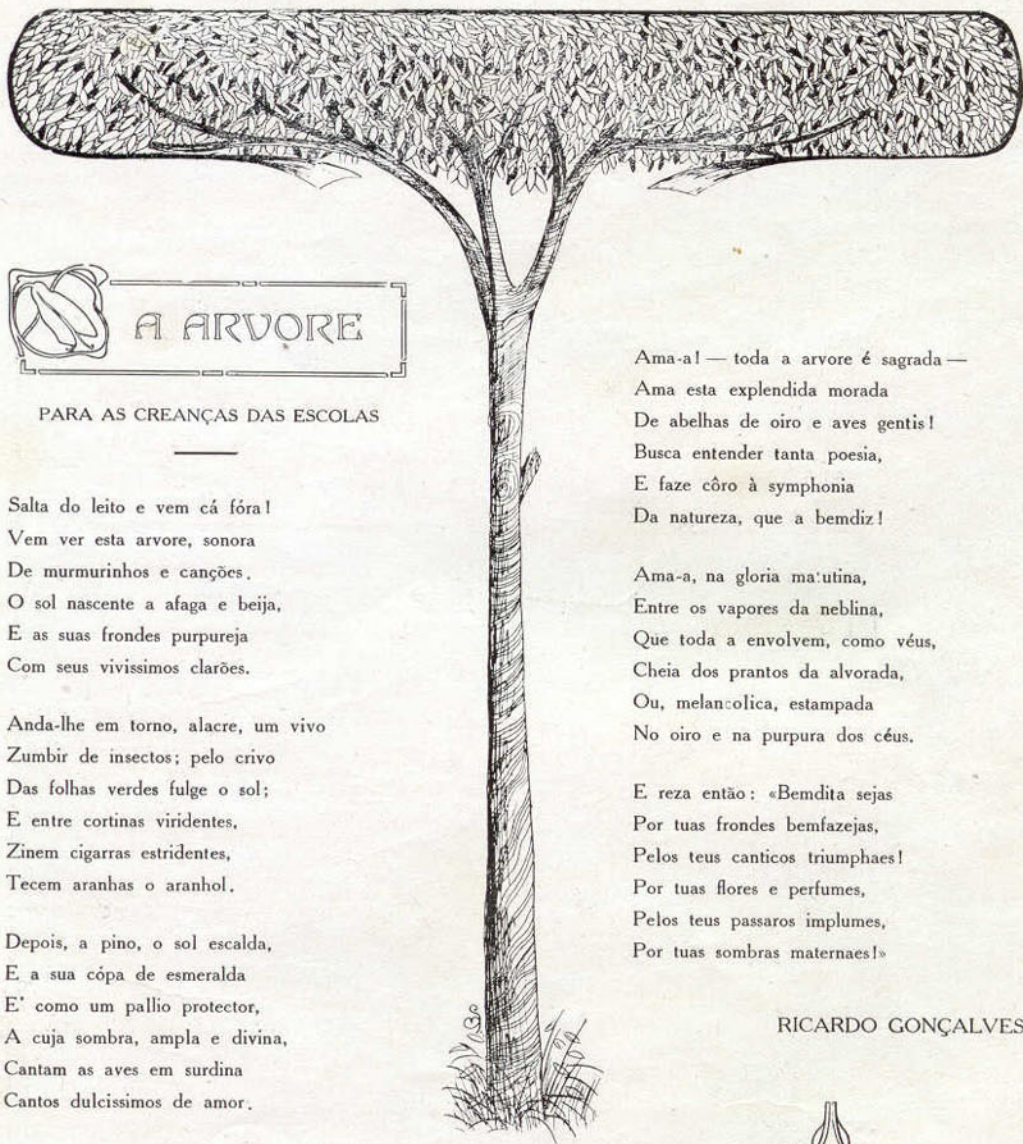 A ARVORE
PARA AS CREANÇAS DAS ESCOLAS
Salta do leito e vem cá fóra!
Vem ver esta arvore, sonora
De murmurinhos e canções.
O sol nascente a afaga e beija,
E as suas frondes purpureja
Com seus vivissimos clarões.
Anda-lhe em torno, alacre, um vivo
Zumbir de insectos; pelo crivo
Das folhas verdes fulge o sol;
E entre cortinas viridentes,
Zinem cigarras estridentes,
Tecem aranhas o aranhol.
Depois, a pino, o sol escalda,
E a sua cópa de esmeralda
E' como um pallio protector,
A cuja sombra, ampla e divina,
Cantam as aves em surdina
Cantos dulcissimos de amor.
Ama-a! — toda a arvore é sagrada —
Ama esta explendida morada
De abelhas de oiro e aves gentis!
Busca entender tanta poesia,
E faze côro à symphonia
Da natureza, que a bemdiz!
Ama-a, na gloria matutina,
Entre os vapores da neblina,
Que toda a envolvem, como véus,
Cheia dos prantos da alvorada,
Ou, melancolica, estampada
No oiro e na purpura dos céus.
E reza então: «Bemdita sejas
Por tuas frondes bemfazejas,
Pelos teus canticos triumphaes!
Por tuas flores e perfumes,
Pelos teus passaros implumes,
Por tuas sombras maternaes!»
RICARDO GONÇALVES